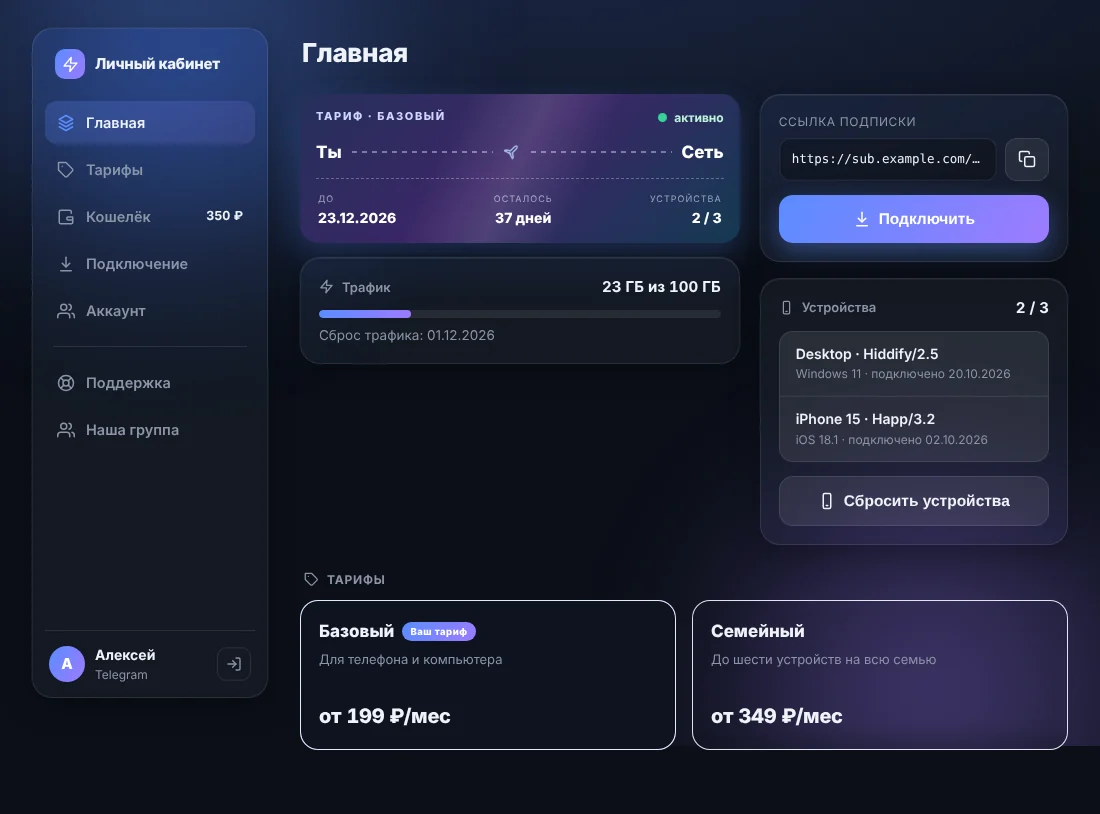 Личный кабинет
Главная
Тарифы
Кошелёк 350 ₽
Подключение
Аккаунт
Поддержка
Наша группа
А
Алексей
Telegram
Главная
ТАРИФ · БАЗОВЫЙ
активно
Ты
Сеть
ДО
23.12.2026
ОСТАЛОСЬ
37 дней
УСТРОЙСТВА
2 / 3
Трафик
23 ГБ из 100 ГБ
Сброс трафика: 01.12.2026
ССЫЛКА ПОДПИСКИ
https://sub.example.com/…
Подключить
Устройства
2 / 3
Desktop · Hiddify/2.5
Windows 11 · подключено 20.10.2026
iPhone 15 · Happ/3.2
iOS 18.1 · подключено 02.10.2026
Сбросить устройства
ТАРИФЫ
Базовый
Ваш тариф
Для телефона и компьютера
от 199 ₽/мес
Семейный
До шести устройств на всю семью
от 349 ₽/мес